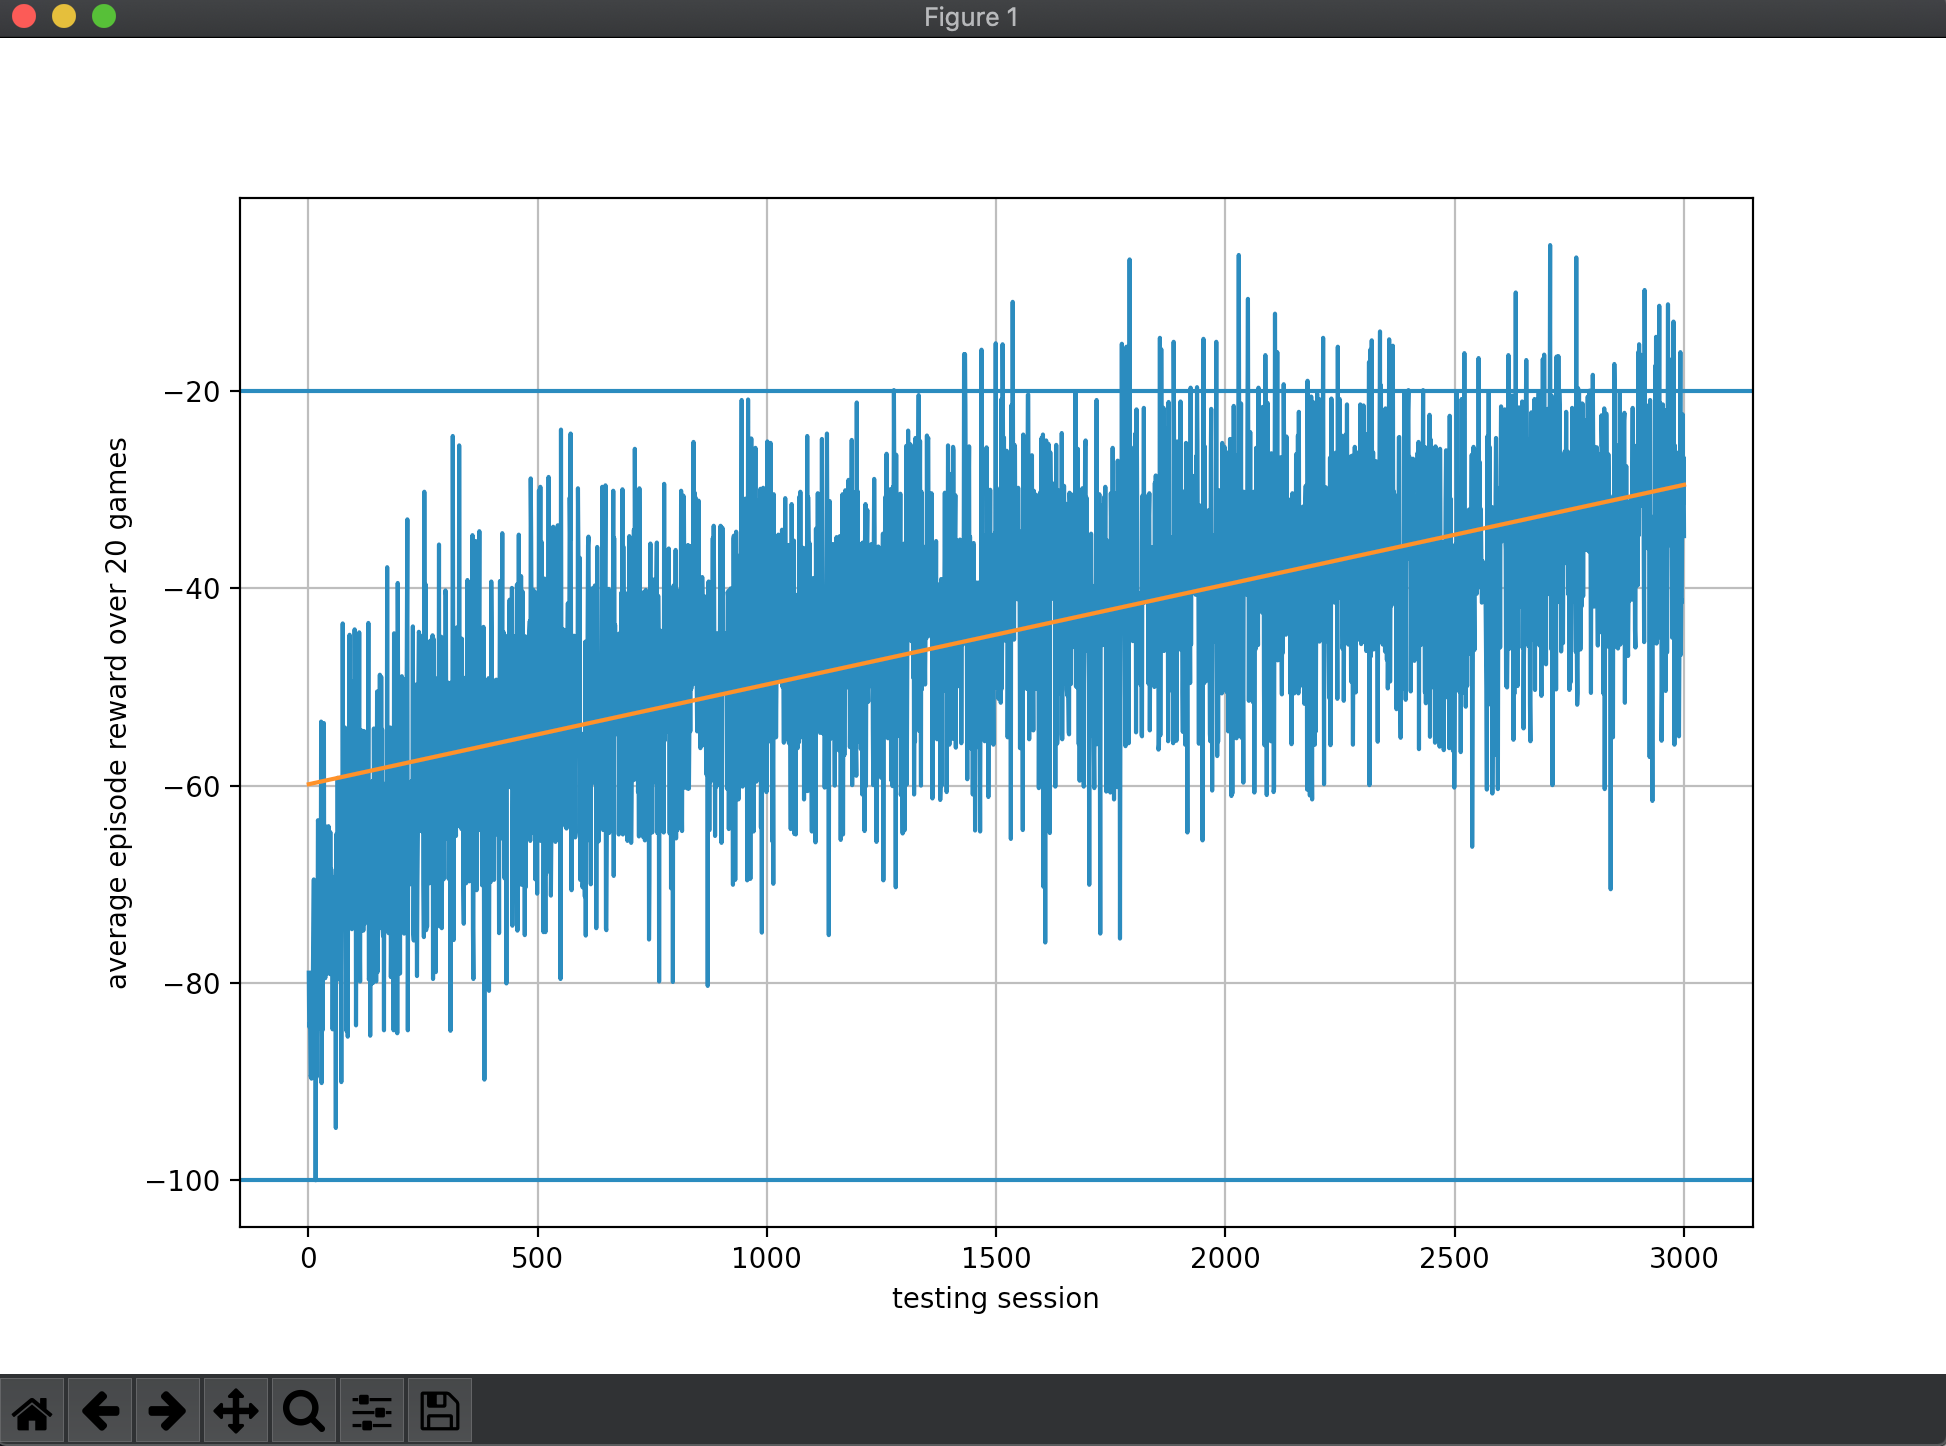 Figure 1
average episode reward over 20 games
−20
−40
−60
−80
−100
0 500 1000 1500 2000 2500 3000
testing session